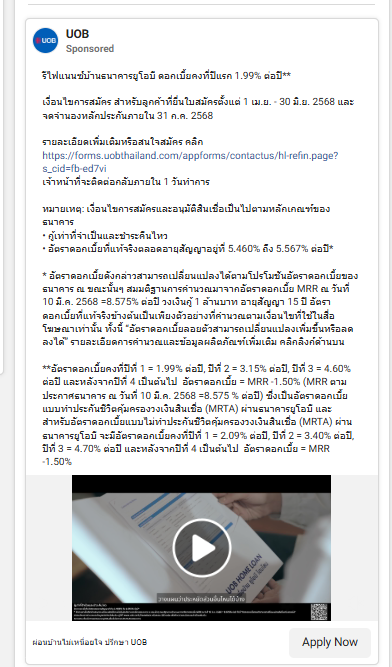 UOB
UOB
Sponsored
รีไฟแนนซ์บ้านธนาคารยูโอบี ดอกเบี้ยคงที่ปีแรก 1.99% ต่อปี**
เงื่อนไขการสมัคร สำหรับลูกค้าที่ยื่นใบสมัครตั้งแต่ 1 เม.ย. - 30 มิ.ย. 2568 และ
จดจำนองหลักประกันภายใน 31 ก.ค. 2568
รายละเอียดเพิ่มเติมหรือสนใจสมัคร คลิก
https://forms.uobthailand.com/appforms/contactus/hl-refin.page?
s_cid=fb-ed7vi
เจ้าหน้าที่จะติดต่อกลับภายใน 1 วันทำการ
หมายเหตุ: เงื่อนไขการสมัครและอนุมัติสินเชื่อเป็นไปตามหลักเกณฑ์ของ
ธนาคาร
• กู้เท่าที่จำเป็นและชำระคืนไหว
• อัตราดอกเบี้ยที่แท้จริงตลอดอายุสัญญาอยู่ที่ 5.460% ถึง 5.567% ต่อปี*
* อัตราดอกเบี้ยดังกล่าวสามารถเปลี่ยนแปลงได้ตามโปรโมชันอัตราดอกเบี้ยของ
ธนาคาร ณ ขณะนั้นๆ สมมติฐานการคำนวณมาจากอัตราดอกเบี้ย MRR ณ วันที่
10 มี.ค. 2568 =8.575% ต่อปี วงเงินกู้ 1 ล้านบาท อายุสัญญา 15 ปี อัตรา
ดอกเบี้ยที่แท้จริงข้างต้นเป็นเพียงตัวอย่างที่คำนวณตามเงื่อนไขที่ใช้ในสื่อ
โฆษณาเท่านั้น ทั้งนี้ "อัตราดอกเบี้ยลอยตัวสามารถเปลี่ยนแปลงเพิ่มขึ้นหรือลด
ลงได้" รายละเอียดการคำนวณและข้อมูลผลิตภัณฑ์เพิ่มเติม คลิกลิงก์ด้านบน
**อัตราดอกเบี้ยคงที่ปีที่ 1 = 1.99% ต่อปี, ปีที่ 2 = 3.15% ต่อปี, ปีที่ 3 = 4.60%
ต่อปี และหลังจากปีที่ 4 เป็นต้นไป อัตราดอกเบี้ย = MRR -1.50% (MRR ตาม
ประกาศธนาคาร ณ วันที่ 10 มี.ค. 2568 =8.575 % ต่อปี) ซึ่งเป็นอัตราดอกเบี้ย
แบบทำประกันชีวิตคุ้มครองวงเงินสินเชื่อ (MRTA) ผ่านธนาคารยูโอบี และ
สำหรับอัตราดอกเบี้ยแบบไม่ทำประกันชีวิตคุ้มครองวงเงินสินเชื่อ (MRTA) ผ่าน
ธนาคารยูโอบี จะมีอัตราดอกเบี้ยคงที่ปีที่ 1 = 2.09% ต่อปี, ปีที่ 2 = 3.40% ต่อปี,
ปีที่ 3 = 4.70% ต่อปี และหลังจากปีที่ 4 เป็นต้นไป อัตราดอกเบี้ย = MRR
-1.50%
UOB HOME LOAN
วางแผนว่าประหยัดส่วนอื่นไหนได้บ้าง
ผ่อนบ้านไม่เหนื่อยใจ ปรึกษา UOB
Apply Now